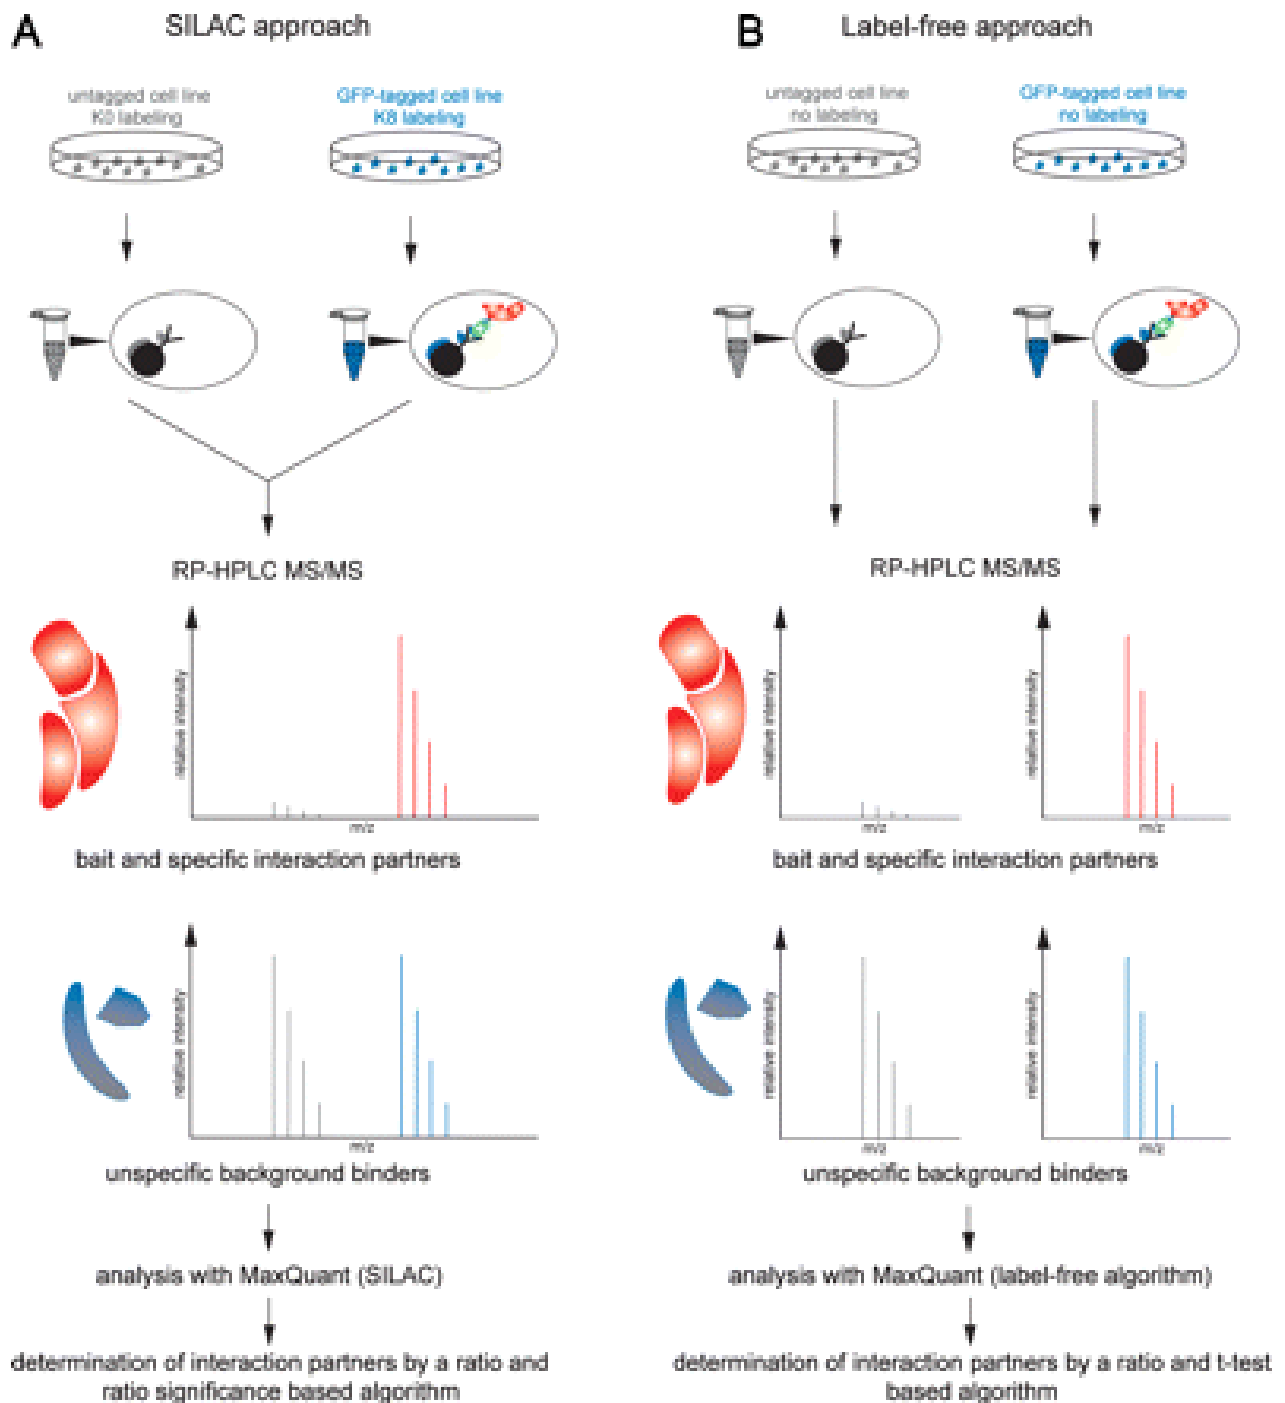 A
SILAC approach
untagged cell line
K0 labeling
GFP-tagged cell line
K8 labeling
RP-HPLC MS/MS
relative intensity
m/z
bait and specific interaction partners
relative intensity
m/z
unspecific background binders
analysis with MaxQuant (SILAC)
determination of interaction partners by a ratio and
ratio significance based algorithm
B
Label-free approach
untagged cell line
no labeling
GFP-tagged cell line
no labeling
RP-HPLC MS/MS
relative intensity
m/z
relative intensity
m/z
bait and specific interaction partners
relative intensity
m/z
relative intensity
m/z
unspecific background binders
analysis with MaxQuant (label-free algorithm)
determination of interaction partners by a ratio and t-test
based algorithm